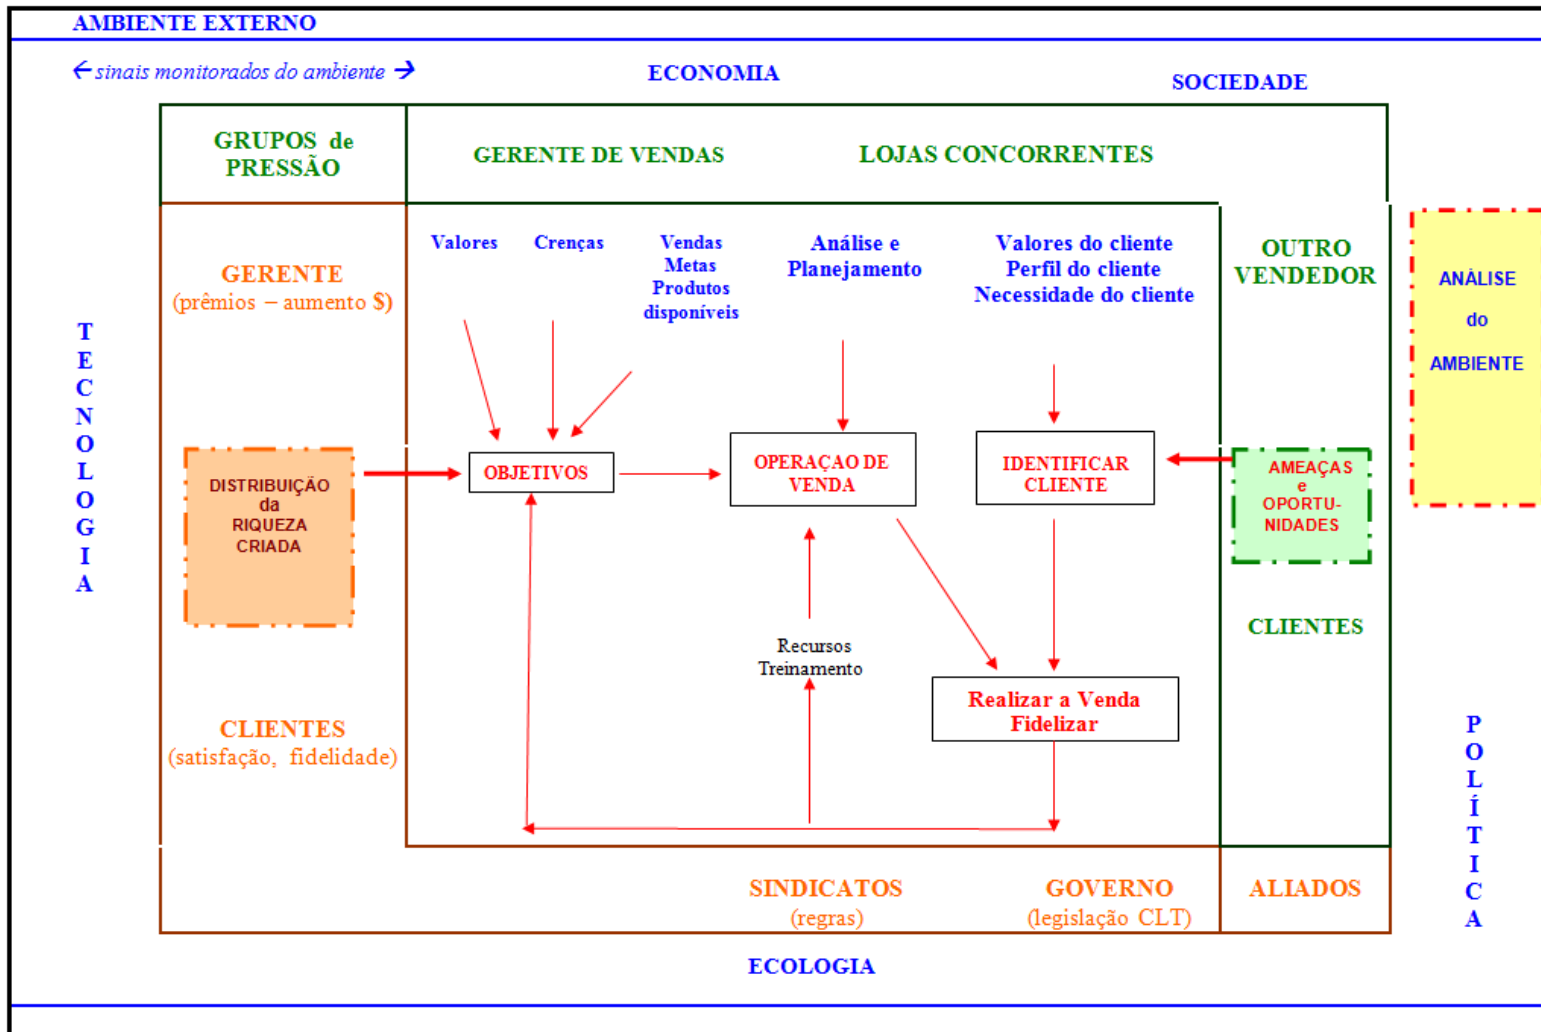 AMBIENTE EXTERNO
← sinais monitorados do ambiente →
ECONOMIA
SOCIEDADE
GRUPOS de
PRESSÃO
GERENTE DE VENDAS
LOJAS CONCORRENTES
TECNOLOGIA
GERENTE
(prêmios – aumento $)
Valores
Crenças
Vendas
Metas
Produtos
disponíveis
Análise e
Planejamento
Valores do cliente
Perfil do cliente
Necessidade do cliente
OUTRO
VENDEDOR
ANÁLISE
do
AMBIENTE
DISTRIBUIÇÃO
da
RIQUEZA
CRIADA
OBJETIVOS
OPERAÇAO DE
VENDA
IDENTIFICAR
CLIENTE
AMEAÇAS
e
OPORTU-
NIDADES
Recursos
Treinamento
CLIENTES
CLIENTES
(satisfação, fidelidade)
Realizar a Venda
Fidelizar
POLÍTICA
SINDICATOS
(regras)
GOVERNO
(legislação CLT)
ALIADOS
ECOLOGIA